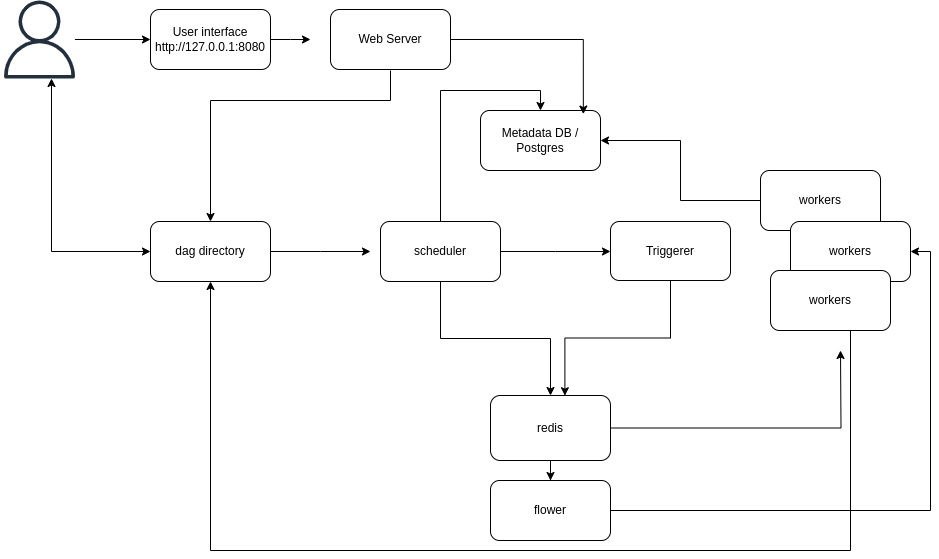 User interface
http://127.0.0.1:8080
Web Server
Metadata DB /
Postgres
workers
dag directory
scheduler
Triggerer
workers
workers
redis
flower